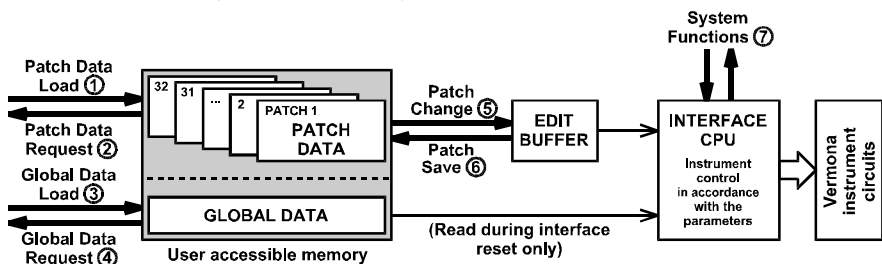 Patch Data
Load ①
Patch Data
Request ②
Global Data
Load ③
Global Data
Request ④
32
31
...
2
PATCH 1
PATCH
DATA
GLOBAL DATA
User accessible memory
Patch
Change ⑤
Patch
Save ⑥
EDIT
BUFFER
(Read during interface
reset only)
System
Functions ⑦
INTERFACE
CPU
Instrument
control
in accordance
with the
parameters
Vermona
instrument
circuits